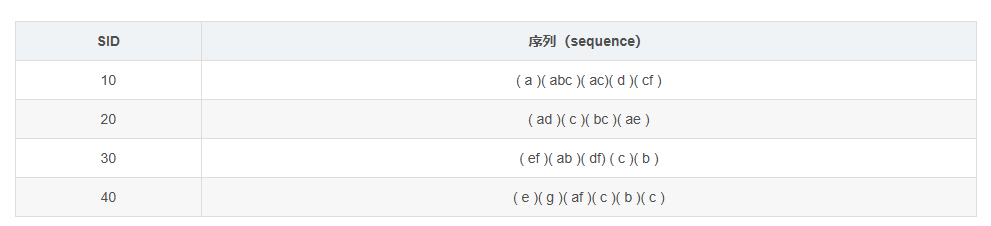 SID 序列（sequence）
10 ( a )( abc )( ac)( d )( cf )
20 ( ad )( c )( bc )( ae )
30 ( ef )( ab )( df) ( c )( b )
40 ( e )( g )( af )( c )( b )( c )